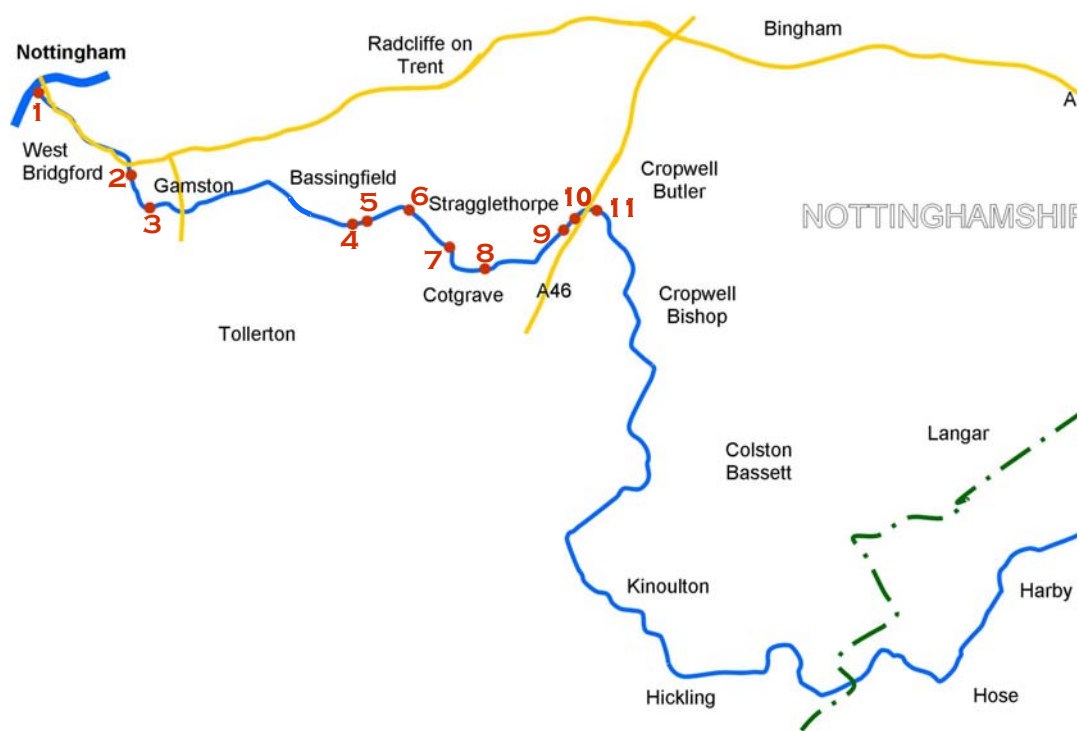 Nottingham
Radcliffe on
Trent
Bingham
A
1
West
Bridgford
2
Gamston
3
Bassingfield
4
5
6
Stragglethorpe
7
8
9
10
11
Cropwell
Butler
NOTTINGHAMSHIR
Cotgrave
A46
Cropwell
Bishop
Tollerton
Langar
Colston
Bassett
Kinoulton
Harby
Hickling
Hose